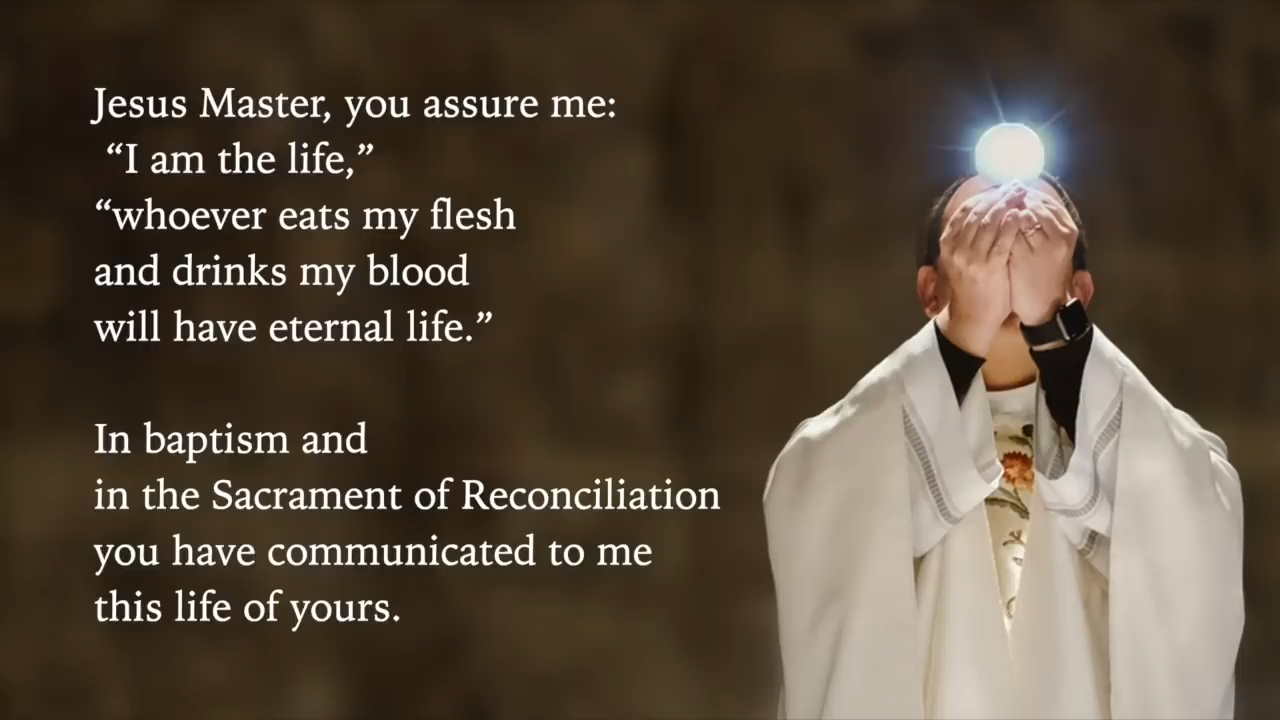 Jesus Master, you assure me:
“I am the life,”
“whoever eats my flesh
and drinks my blood
will have eternal life.”
In baptism and
in the Sacrament of Reconciliation
you have communicated to me
this life of yours.